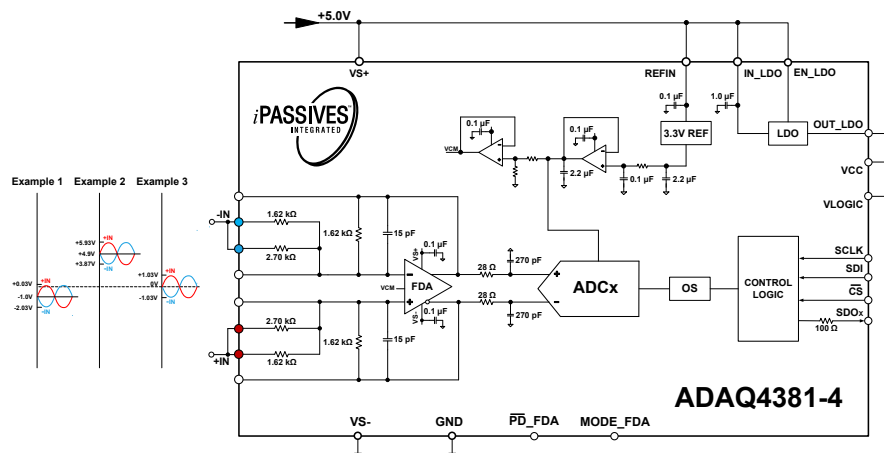 +5.0V
VS+
REFIN
IN_LDO
EN_LDO
iPASSIVES™
INTEGRATED
0.1 µF
0.1 µF
0.1 µF
1.0 µF
3.3V REF
LDO
OUT_LDO
VCM
2.2 µF
0.1 µF
2.2 µF
VCC
VLOGIC
Example 1
Example 2
Example 3
+5.93V
+IN
+4.9V
+3.87V
-IN
+0.03V
+IN
-1.0V
-2.03V
-IN
+1.03V
+IN
0V
-1.03V
-IN
-IN
1.62 kΩ
2.70 kΩ
1.62 kΩ
15 pF
VS+
0.1 µF
FDA
VCM
VS-
0.1 µF
28 Ω
270 pF
28 Ω
270 pF
ADCx
OS
CONTROL
LOGIC
SCLK
SDI
CS
SDOx
100 Ω
2.70 kΩ
1.62 kΩ
1.62 kΩ
15 pF
+IN
ADAQ4381-4
VS-
GND
PD_FDA
MODE_FDA